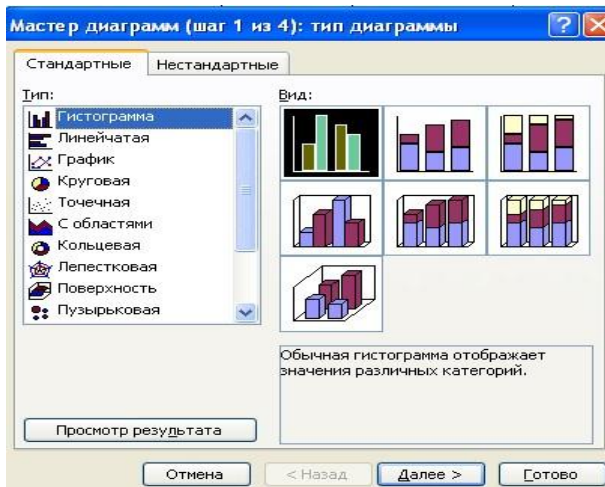 Мастер диаграмм (шаг 1 из 4): тип диаграммы
Стандартные
Нестандартные
Тип:
Вид:
Гистограмма
Линейчатая
График
Круговая
Точечная
С областями
Кольцевая
Лепестковая
Поверхность
Пузырьковая
Обычная гистограмма отображает
значения различных категорий.
Просмотр результата
Отмена
< Назад
Далее >
Готово